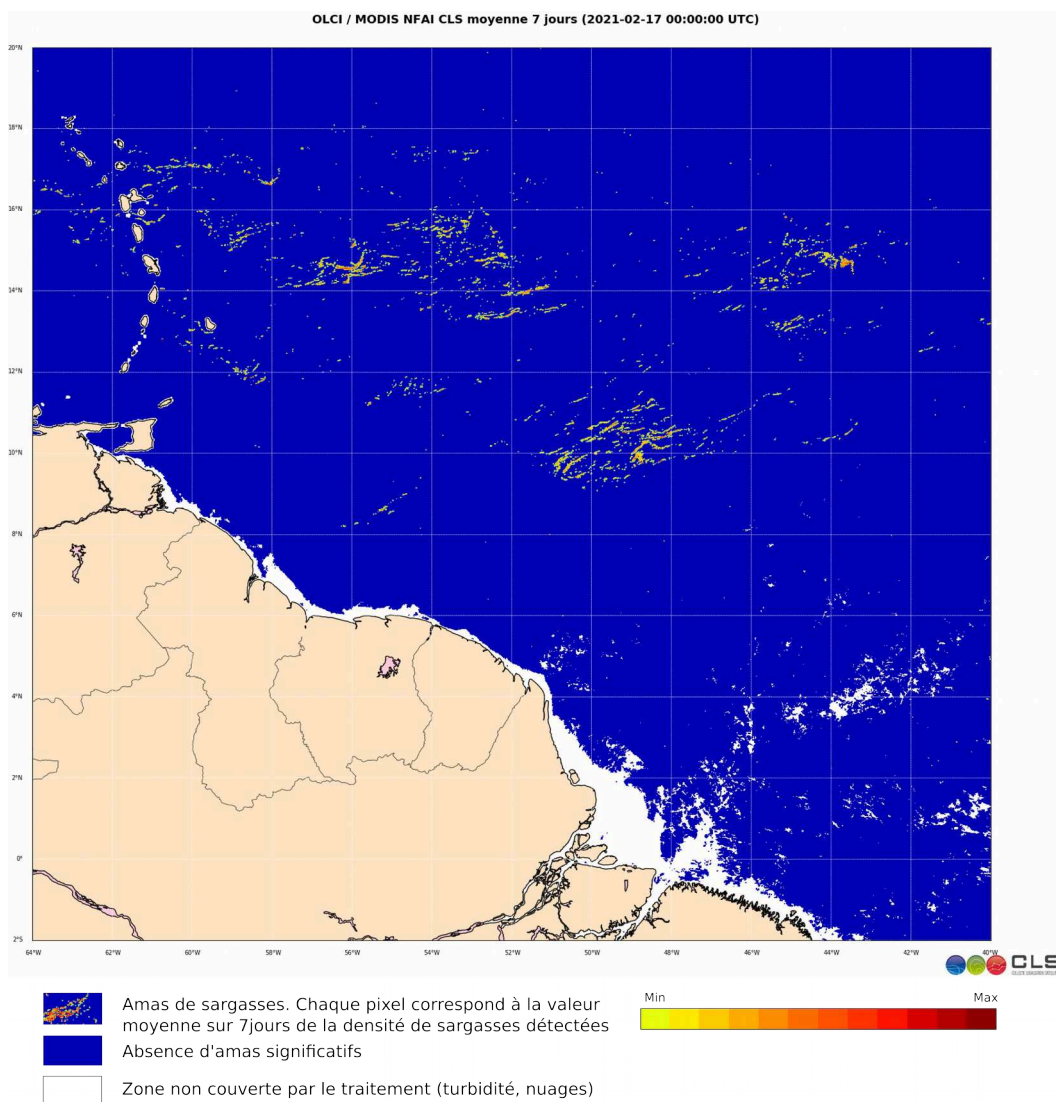 OLCI / MODIS NFAI CLS moyenne 7 jours (2021-02-17 00:00:00 UTC)
20°N
18°N
16°N
14°N
12°N
10°N
8°N
6°N
4°N
2°N
0°
2°S
64°W 62°W 60°W 58°W 56°W 54°W 52°W 50°W 48°W 46°W 44°W 42°W 40°W
CLS
Amas de sargasses. Chaque pixel correspond à la valeur
moyenne sur 7jours de la densité de sargasses détectées
Min Max
Absence d'amas significatifs
Zone non couverte par le traitement (turbidité, nuages)